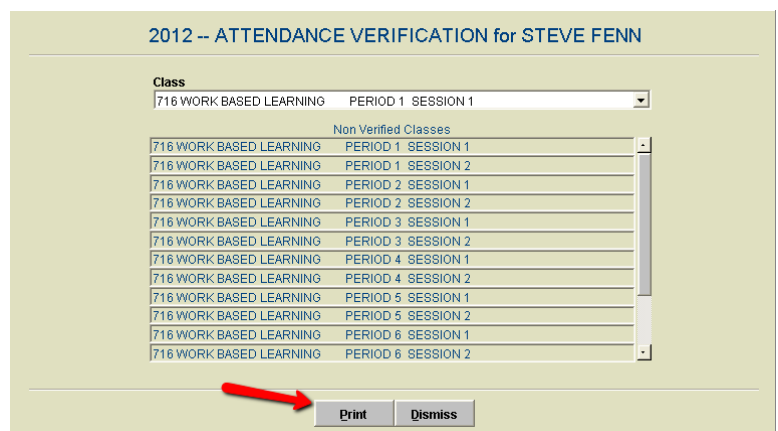 2012 -- ATTENDANCE VERIFICATION for STEVE FENN
Class
716 WORK BASED LEARNING PERIOD 1 SESSION 1
Non Verified Classes
716 WORK BASED LEARNING PERIOD 1 SESSION 1
716 WORK BASED LEARNING PERIOD 1 SESSION 2
716 WORK BASED LEARNING PERIOD 2 SESSION 1
716 WORK BASED LEARNING PERIOD 2 SESSION 2
716 WORK BASED LEARNING PERIOD 3 SESSION 1
716 WORK BASED LEARNING PERIOD 3 SESSION 2
716 WORK BASED LEARNING PERIOD 4 SESSION 1
716 WORK BASED LEARNING PERIOD 4 SESSION 2
716 WORK BASED LEARNING PERIOD 5 SESSION 1
716 WORK BASED LEARNING PERIOD 5 SESSION 2
716 WORK BASED LEARNING PERIOD 6 SESSION 1
716 WORK BASED LEARNING PERIOD 6 SESSION 2
Print Dismiss